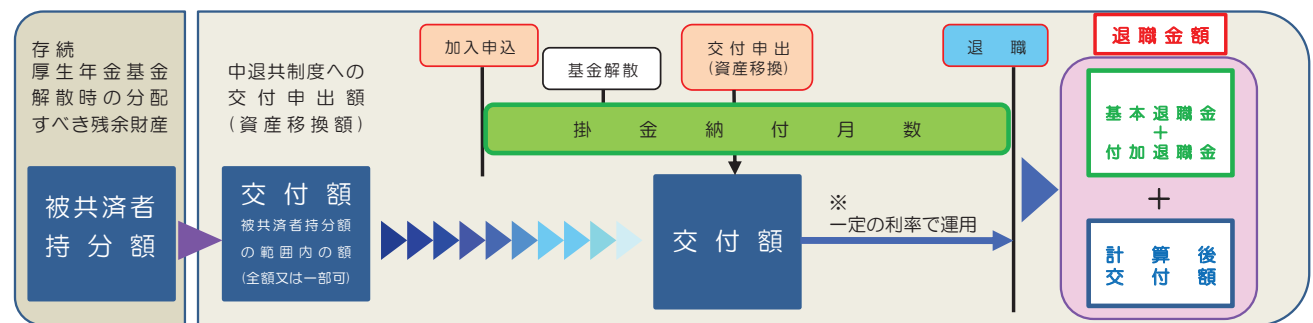 存続
厚生年金基金
解散時の分配
すべき残余財産
被共済者
持分額
中退共制度への
交付申出額
(資産移換額)
交付額
被共済者持分額
の範囲内の額
(全額又は一部可)
加入申込
基金解散
交付申出
(資産移換)
退職
掛金納付月数
交付額
※
一定の利率で運用
退職金額
基本退職金
+
付加退職金
+
計算後
交付額